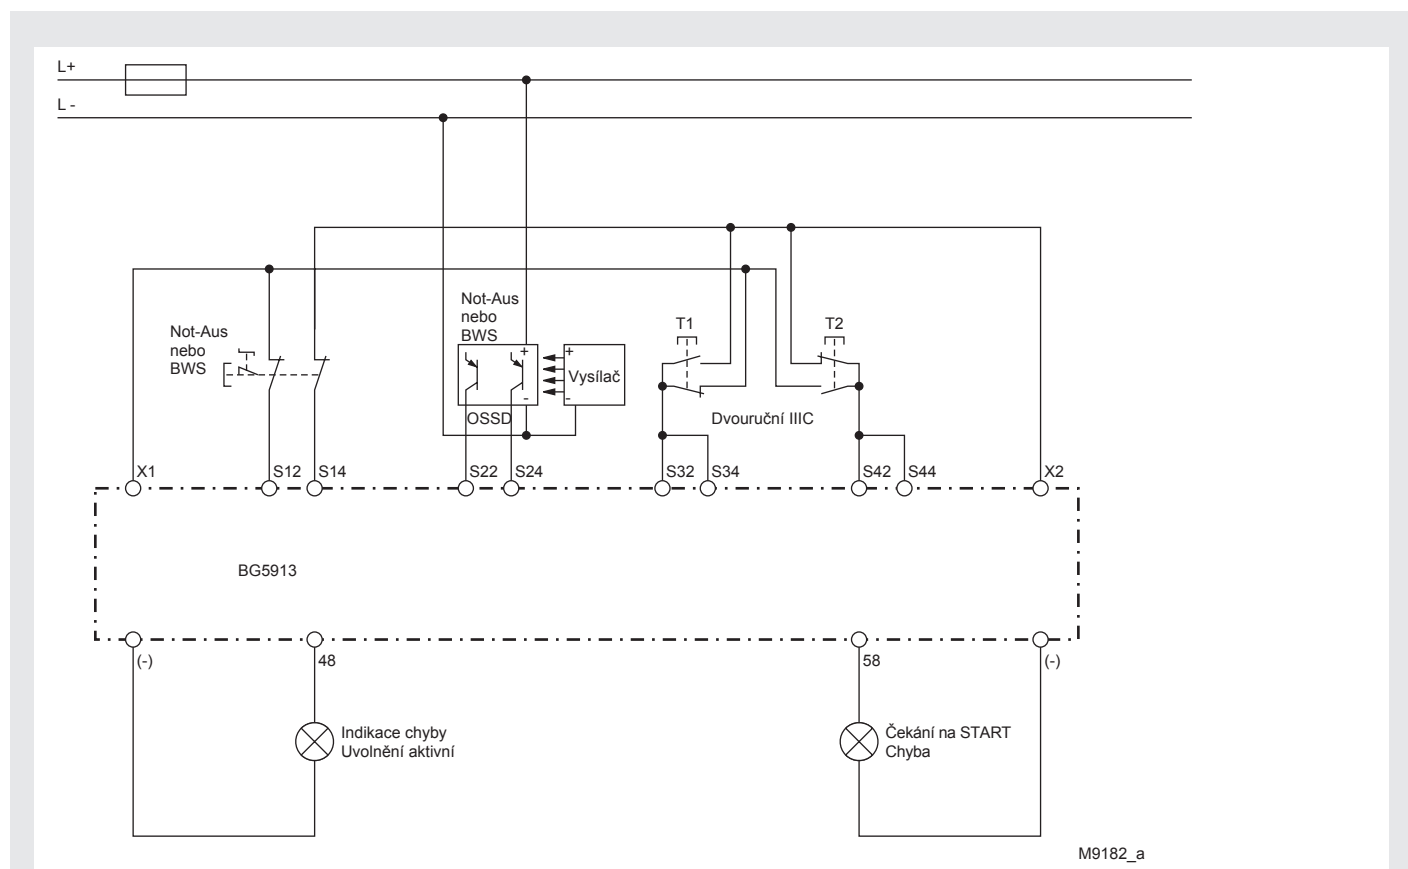 L+
L -
Not-Aus
nebo
BWS
Not-Aus
nebo
BWS
+
-
OSSD
+
-
Vysílač
T1
T2
Dvouruční IIIC
X1
S12
S14
S22
S24
S32
S34
S42
S44
X2
BG5913
(-)
48
58
(-)
Indikace chyby
Uvolnění aktivní
Čekání na START
Chyba
M9182_a